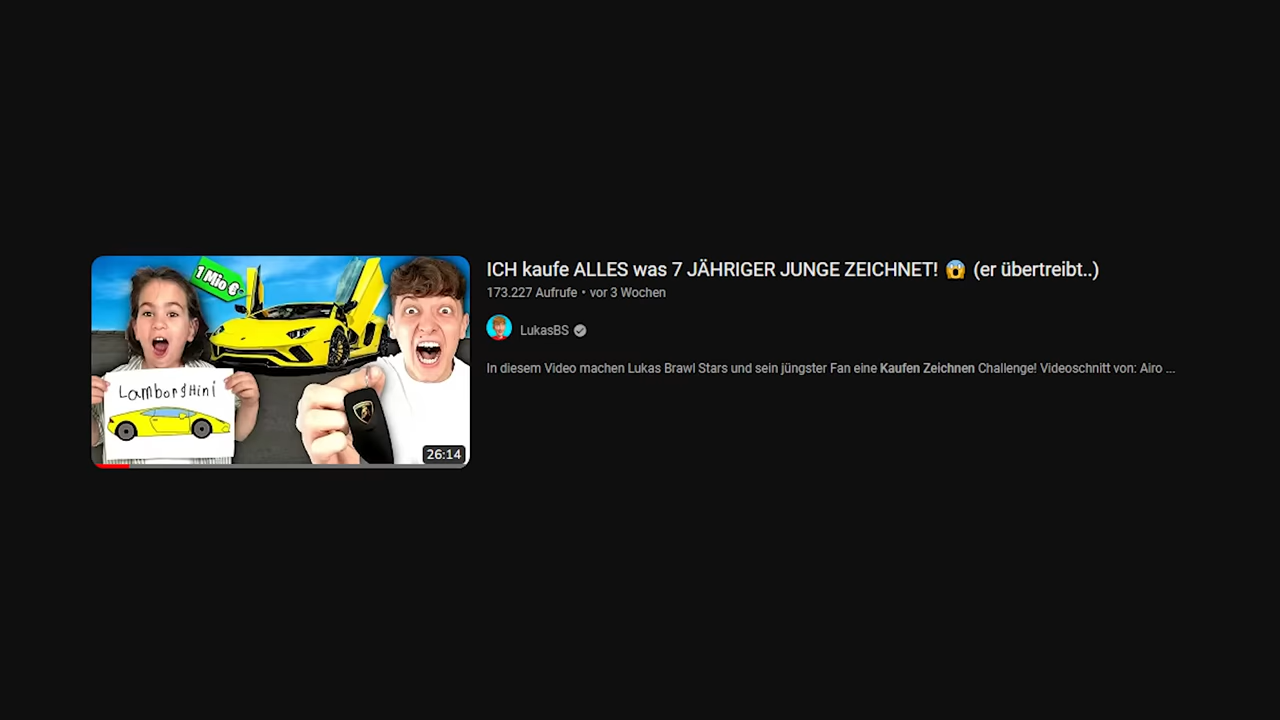 1 Mio €
LamborgHini
26:14
ICH kaufe ALLES was 7 JÄHRIGER JUNGE ZEICHNET! 😱 (er übertreibt..)
173.227 Aufrufe • vor 3 Wochen
LukasBS
In diesem Video machen Lukas Brawl Stars und sein jüngster Fan eine Kaufen Zeichnen Challenge! Videoschnitt von: Airo ...